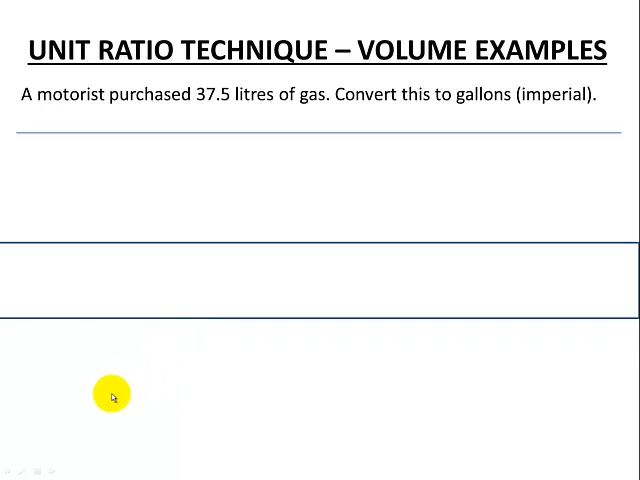 UNIT RATIO TECHNIQUE – VOLUME EXAMPLES
A motorist purchased 37.5 litres of gas. Convert this to gallons (imperial).